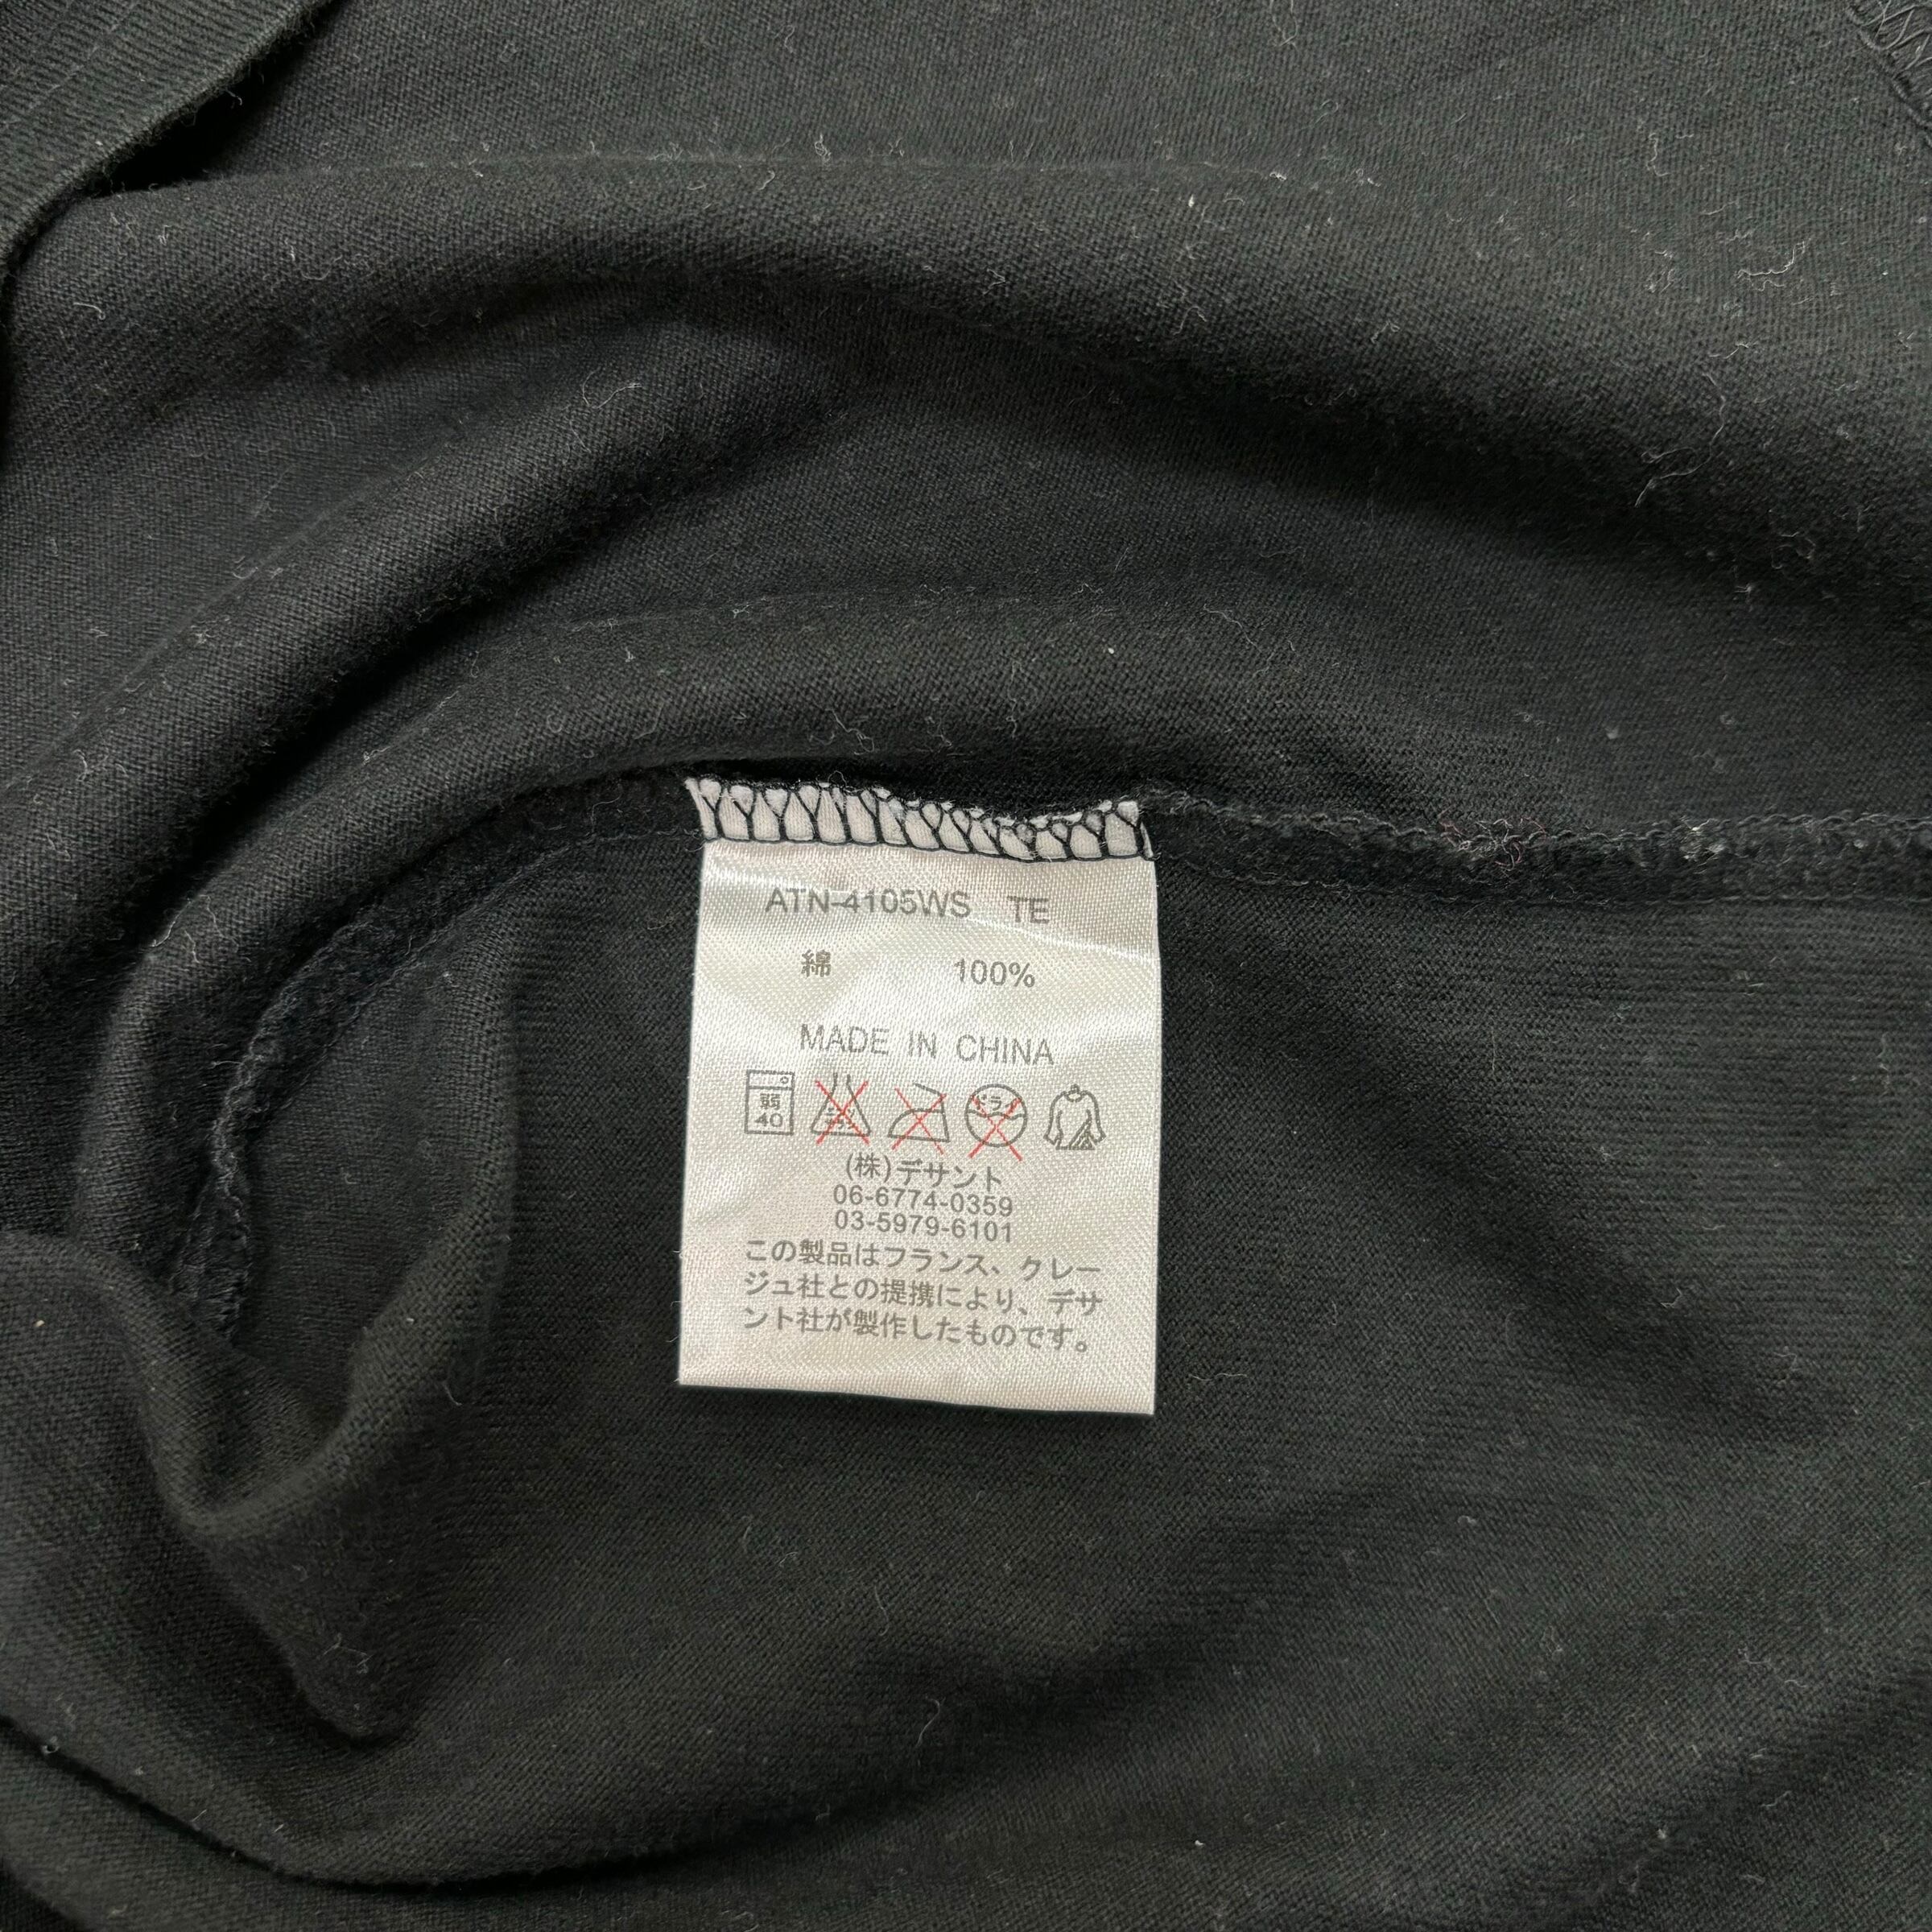 ATN-4105WS TE
綿 100%
MADE IN CHINA
弱
40
ドライ
(株)デサント
06-6774-0359
03-5979-6101
この製品はフランス、クレー
ジュ社との提携により、デサ
ント社が製作したものです。